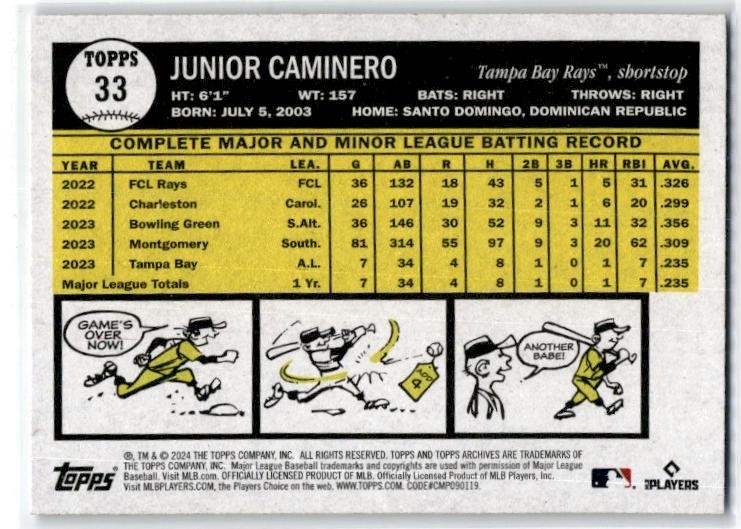 TOPPS
33
JUNIOR CAMINERO
Tampa Bay Rays™, shortstop
HT: 6'1" WT: 157 BATS: RIGHT THROWS: RIGHT
BORN: JULY 5, 2003 HOME: SANTO DOMINGO, DOMINICAN REPUBLIC
COMPLETE MAJOR AND MINOR LEAGUE BATTING RECORD
YEAR TEAM LEA. G AB R H 2B 3B HR RBI AVG.
2022 FCL Rays FCL 36 132 18 43 5 1 5 31 .326
2022 Charleston Carol. 26 107 19 32 2 1 6 20 .299
2023 Bowling Green S.Atl. 36 146 30 52 9 3 11 32 .356
2023 Montgomery South. 81 314 55 97 9 3 20 62 .309
2023 Tampa Bay A.L. 7 34 4 8 1 0 1 7 .235
Major League Totals 1 Yr. 7 34 4 8 1 0 1 7 .235
GAME'S
OVER
NOW!
ADD
4
ANOTHER
BABE!
®, TM & © 2024 THE TOPPS COMPANY, INC. ALL RIGHTS RESERVED. TOPPS AND TOPPS ARCHIVES ARE TRADEMARKS OF
THE TOPPS COMPANY, INC. Major League Baseball trademarks and copyrights are used with permission of Major League
Baseball. Visit MLB.com. OFFICIALLY LICENSED PRODUCT OF MLB. Officially Licensed Product of MLB Players, Inc.
Visit MLBPLAYERS.COM, the Players Choice on the web. WWW.TOPPS.COM. CODE#CMP090119.
Topps
MLB PLAYERS